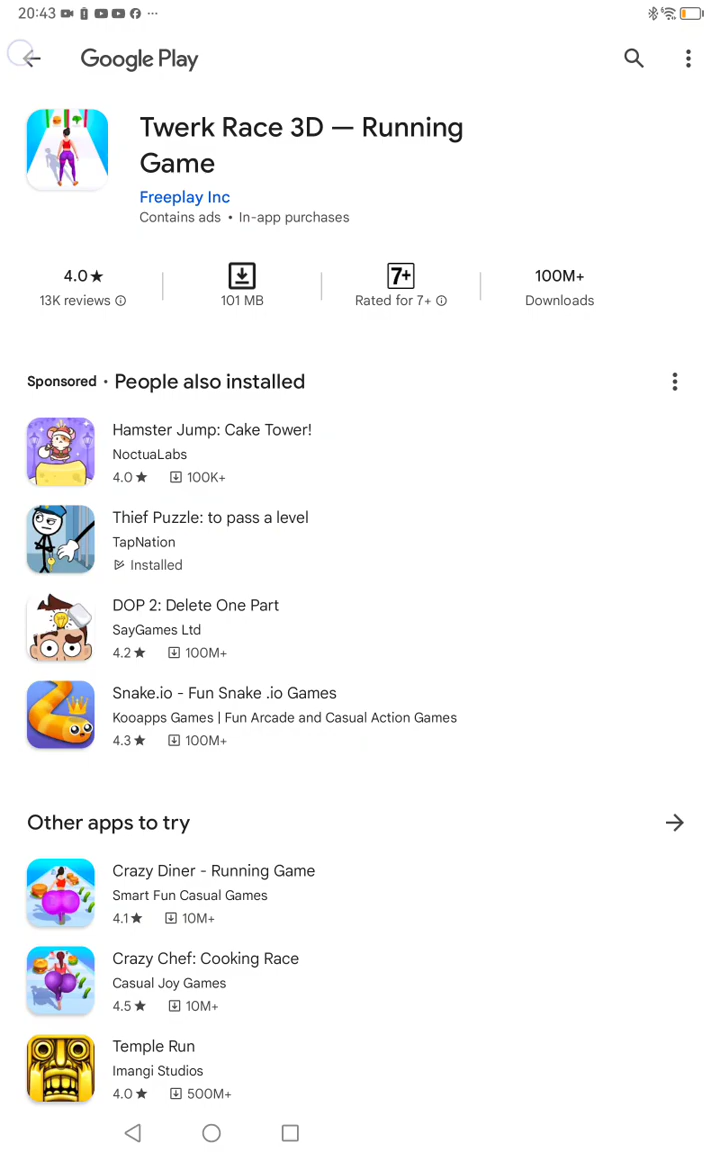 20:43
Google Play
Twerk Race 3D — Running
Game
Freeplay Inc
Contains ads • In-app purchases
4.0★
13K reviews
101 MB
7+
Rated for 7+
100M+
Downloads
Sponsored • People also installed
Hamster Jump: Cake Tower!
NoctuaLabs
4.0★ 100K+
Thief Puzzle: to pass a level
TapNation
Installed
DOP 2: Delete One Part
SayGames Ltd
4.2★ 100M+
Snake.io - Fun Snake .io Games
Kooapps Games | Fun Arcade and Casual Action Games
4.3★ 100M+
Other apps to try
Crazy Diner - Running Game
Smart Fun Casual Games
4.1★ 10M+
Crazy Chef: Cooking Race
Casual Joy Games
4.5★ 10M+
Temple Run
Imangi Studios
4.0★ 500M+